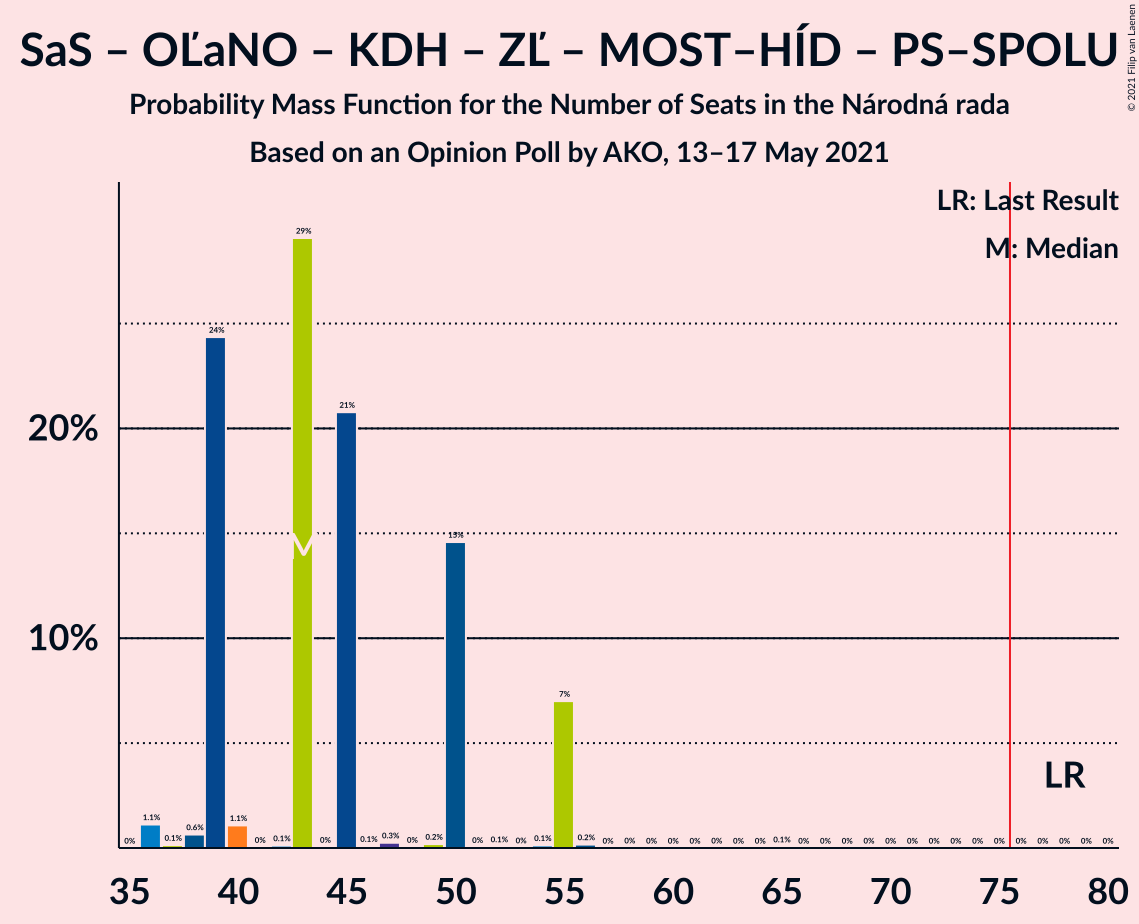 SaS – OĽaNO – KDH – ZĽ – MOST–HÍD – PS–SPOLU
Probability Mass Function for the Number of Seats in the Národná rada
Based on an Opinion Poll by AKO, 13–17 May 2021
© 2021 Filip van Laenen
LR: Last Result
M: Median
20%
10%
0% 1.1% 0.1% 0.6% 24% 1.1% 0% 0.1% 29% 0% 21% 0.1% 0.3% 0% 0.2% 15% 0% 0.1% 0% 0.1% 7% 0.2% 0% 0% 0% 0% 0% 0% 0% 0% 0.1% 0% 0% 0% 0% 0% 0% 0% 0% 0% 0% 0% 0% 0% 0% 0%
M
LR
35 40 45 50 55 60 65 70 75 80